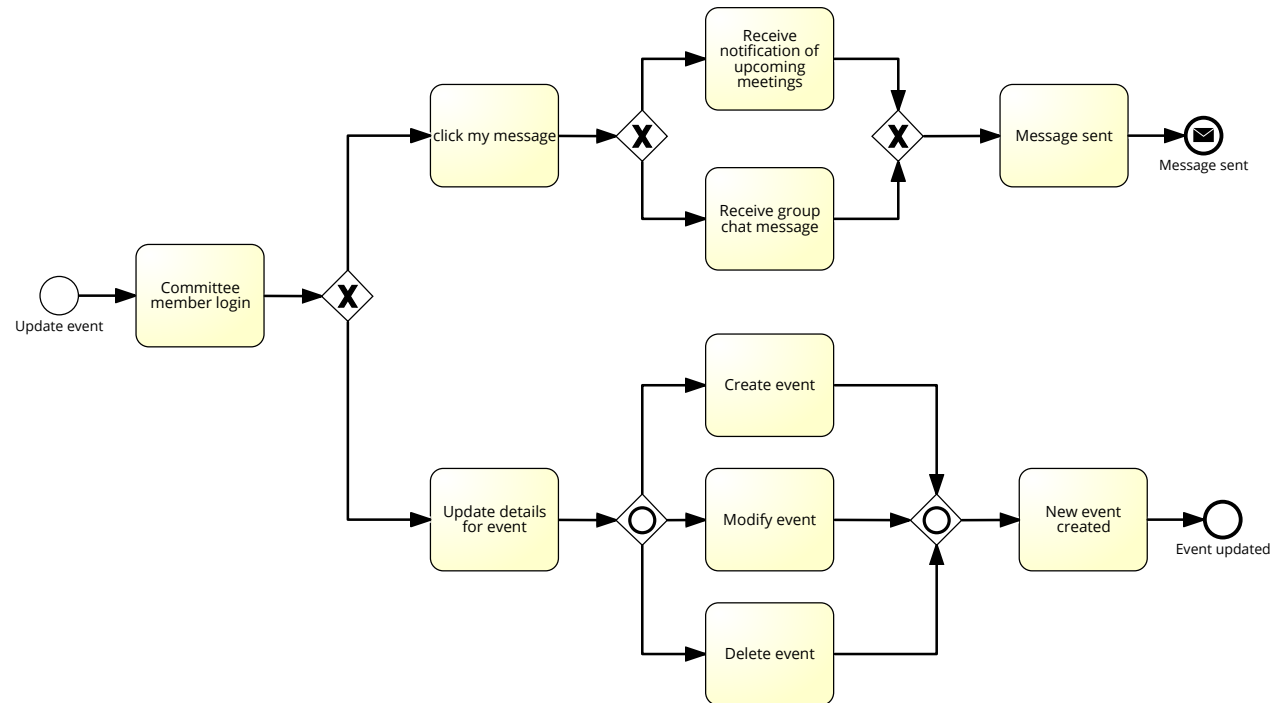 Update event
Committee
member login
click my message
Receive
notification of
upcoming
meetings
Receive group
chat message
Message sent
Message sent
Update details
for event
Create event
Modify event
Delete event
New event
created
Event updated